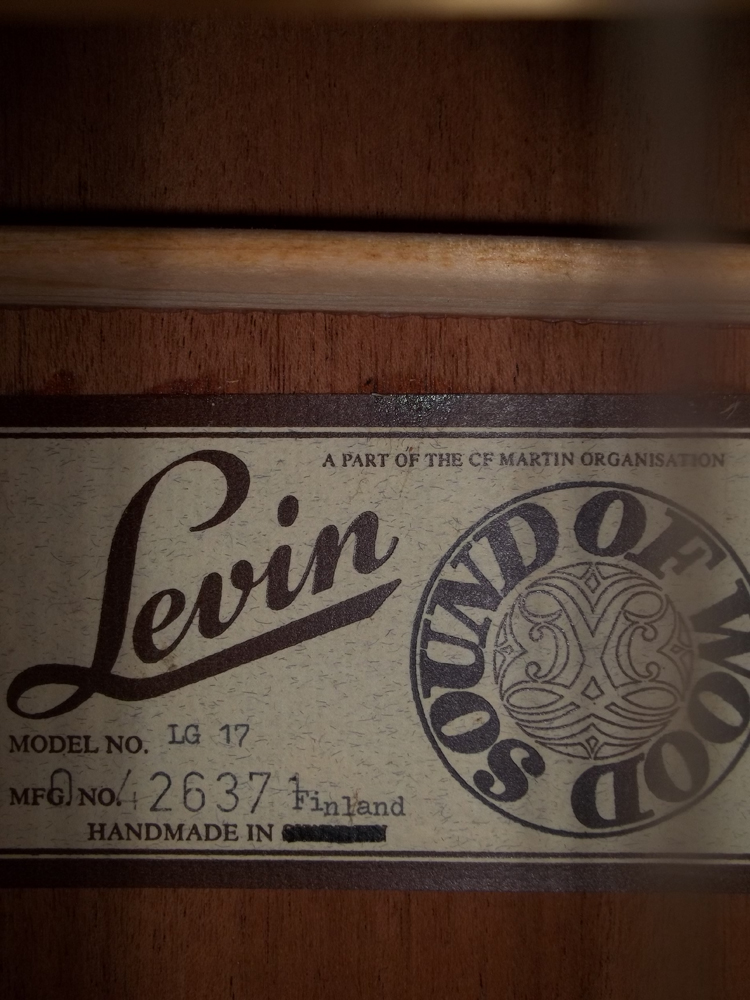 A PART OF THE CF MARTIN ORGANISATION
Levin
SOUND OF WOOD
MODEL NO. LG 17
MFG. NO. 0 426371
Finland
HANDMADE IN